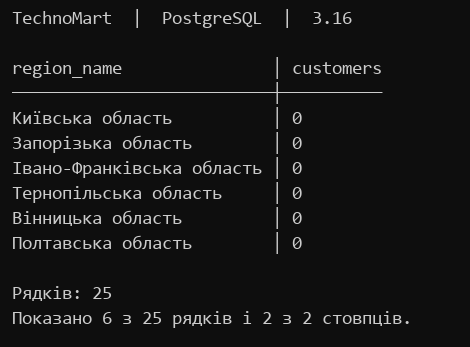 TechnoMart | PostgreSQL | 3.16
region_name | customers
Київська область | 0
Запорізька область | 0
Івано-Франківська область | 0
Тернопільська область | 0
Вінницька область | 0
Полтавська область | 0
Рядків: 25
Показано 6 з 25 рядків і 2 з 2 стовпців.